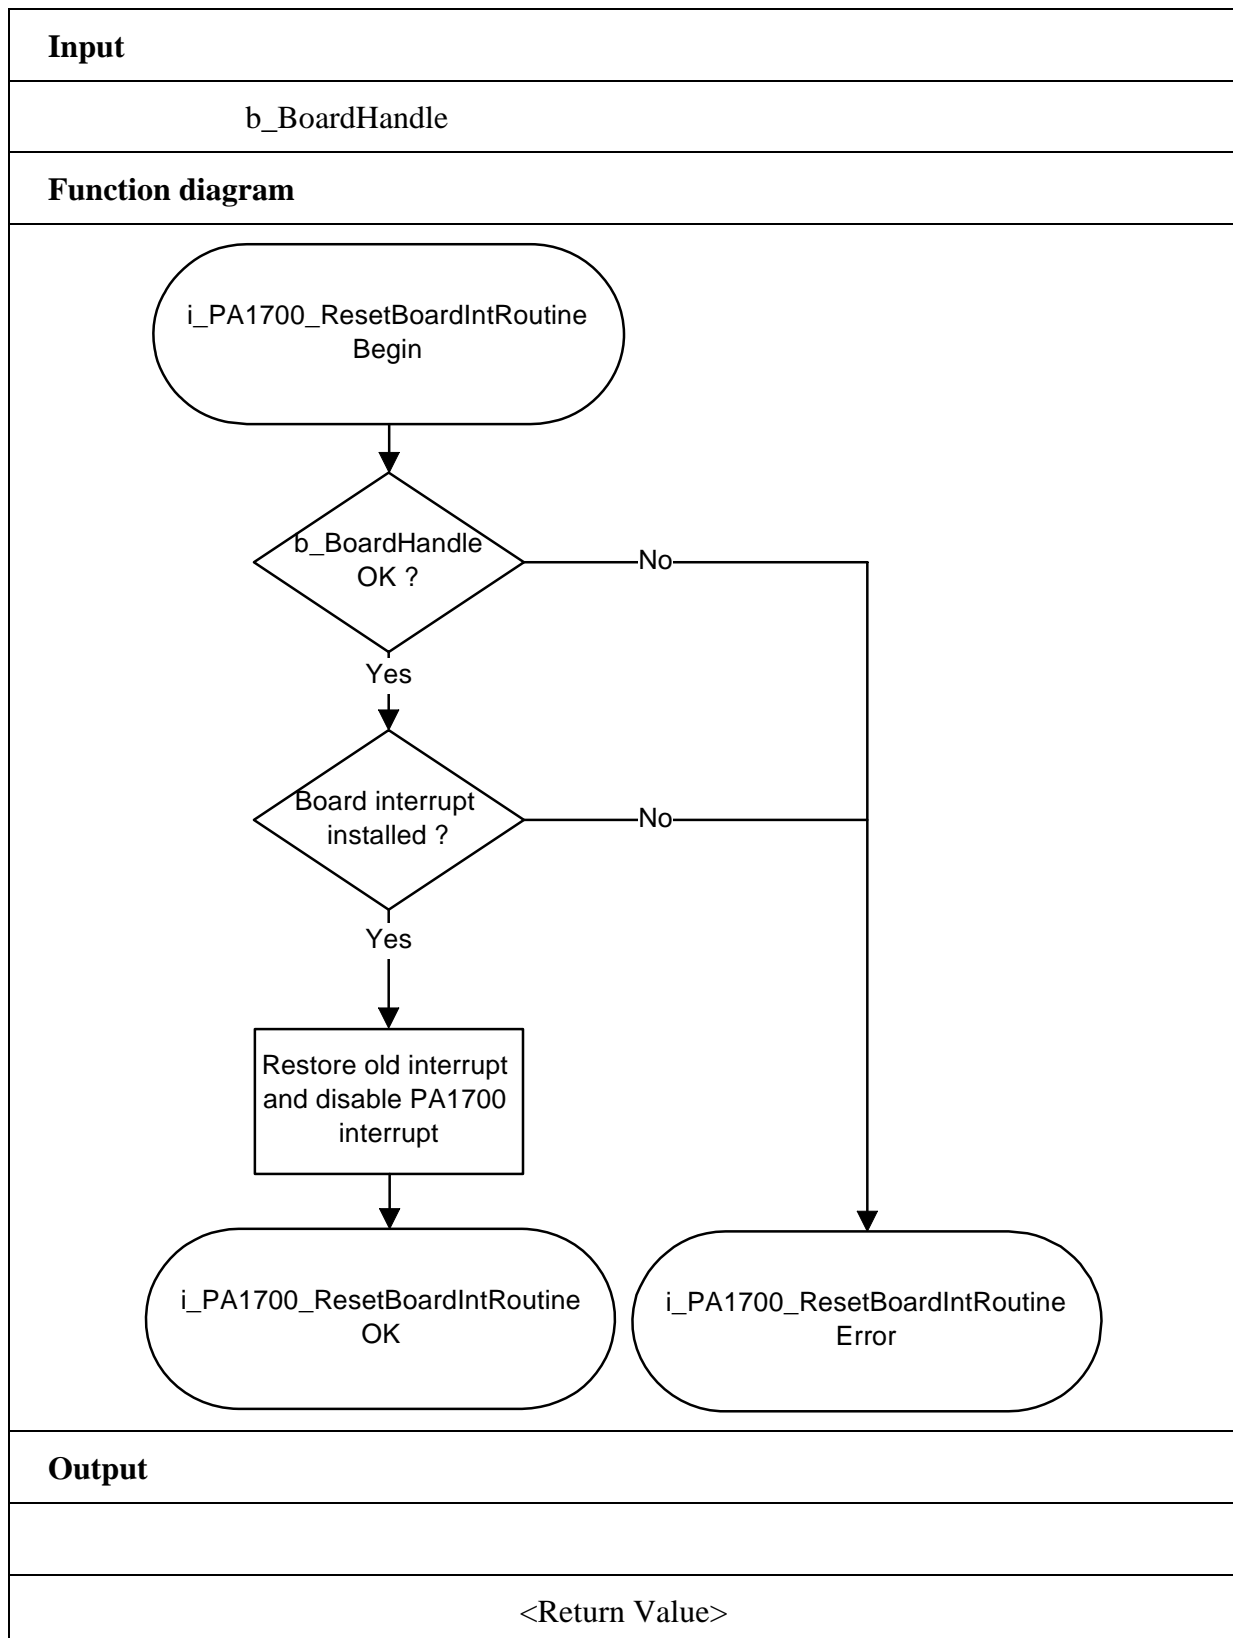 Input
b_BoardHandle
Function diagram
i_PA1700_ResetBoardIntRoutine
Begin
b_BoardHandle
OK ?
No
Yes
Board interrupt
installed ?
No
Yes
Restore old interrupt
and disable PA1700
interrupt
i_PA1700_ResetBoardIntRoutine
OK
i_PA1700_ResetBoardIntRoutine
Error
Output
<Return Value>